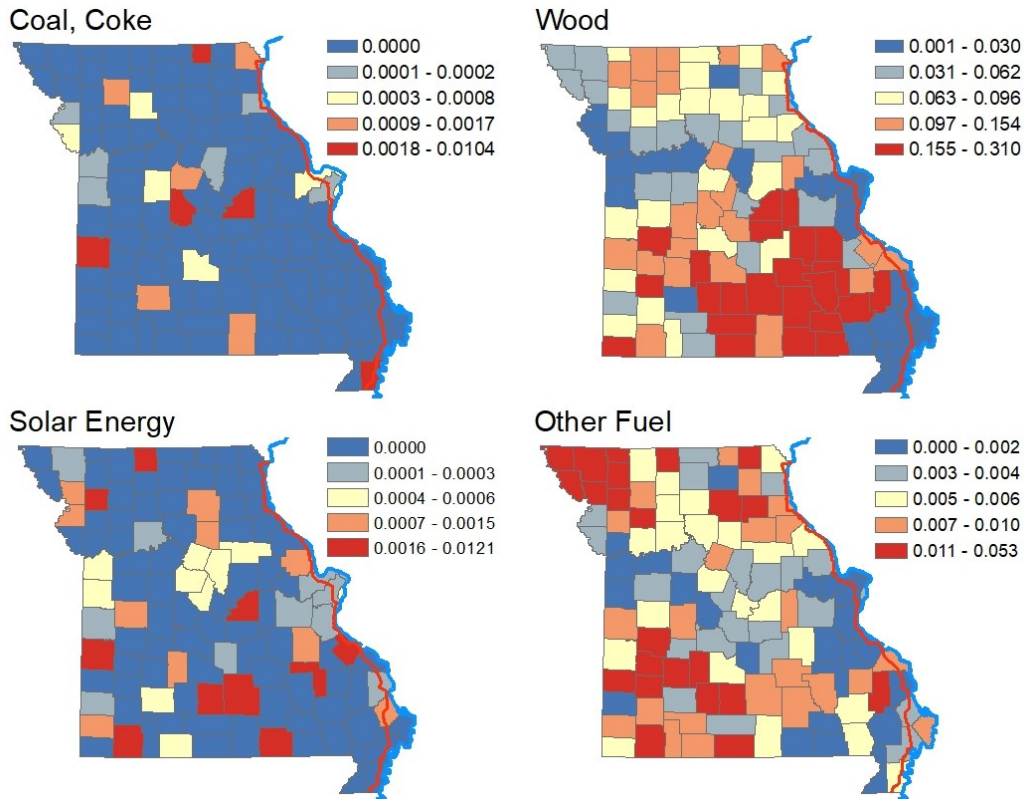 Coal, Coke
0.0000
0.0001 - 0.0002
0.0003 - 0.0008
0.0009 - 0.0017
0.0018 - 0.0104
Wood
0.001 - 0.030
0.031 - 0.062
0.063 - 0.096
0.097 - 0.154
0.155 - 0.310
Solar Energy
0.0000
0.0001 - 0.0003
0.0004 - 0.0006
0.0007 - 0.0015
0.0016 - 0.0121
Other Fuel
0.000 - 0.002
0.003 - 0.004
0.005 - 0.006
0.007 - 0.010
0.011 - 0.053